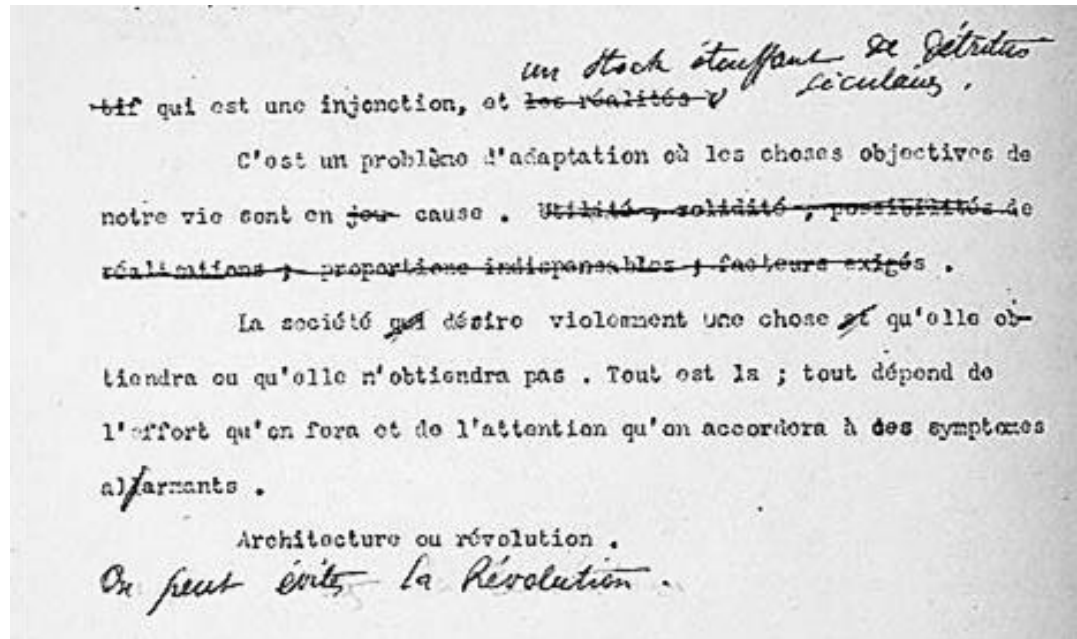 un stock étouffant de détritus
séculaires.
tif qui est une injonction, et les réalités
C'est un problème d'adaptation où les choses objectives de
notre vie sont en jeu cause . Utilité , solidité , possibilités de
réalisations ; proportions indispensables ; facteurs exigés .
La société qui désire violemment une chose et qu'elle ob-
tiendra ou qu'elle n'obtiendra pas . Tout est la ; tout dépend de
l'effort qu'on fera et de l'attention qu'on accordera à des symptomes
allarmants .
Architecture ou révolution .
On peut éviter la Révolution .